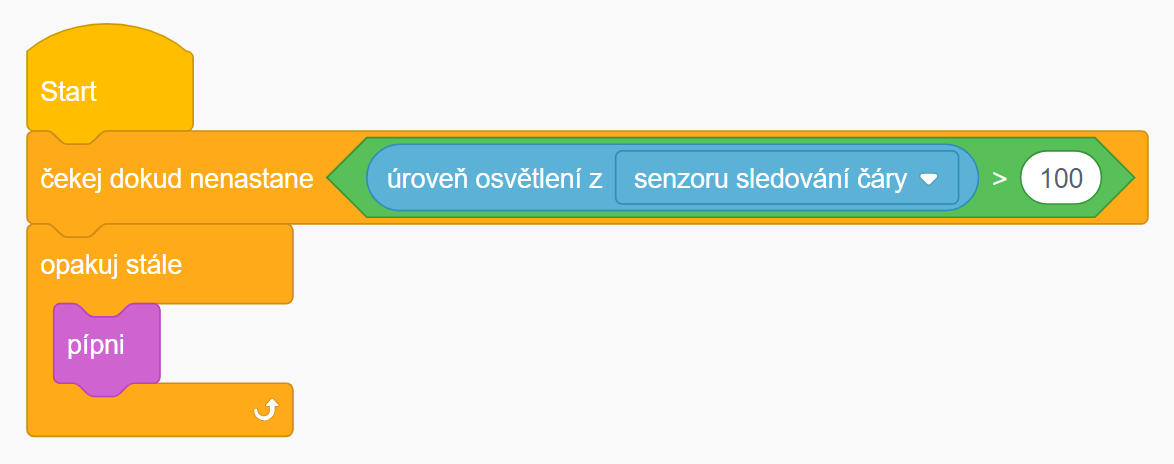 Start
čekej dokud nenastane úroveň osvětlení z senzoru sledování čáry > 100
opakuj stále
pípni